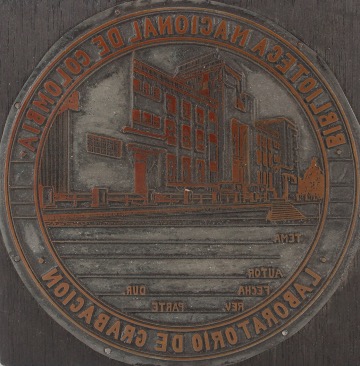 · BIBLIOTECA NACIONAL DE COLOMBIA ·
TEMA
AUTOR
FECHA DUR.
REV. PARTE
LABORATORIO DE GRABACION